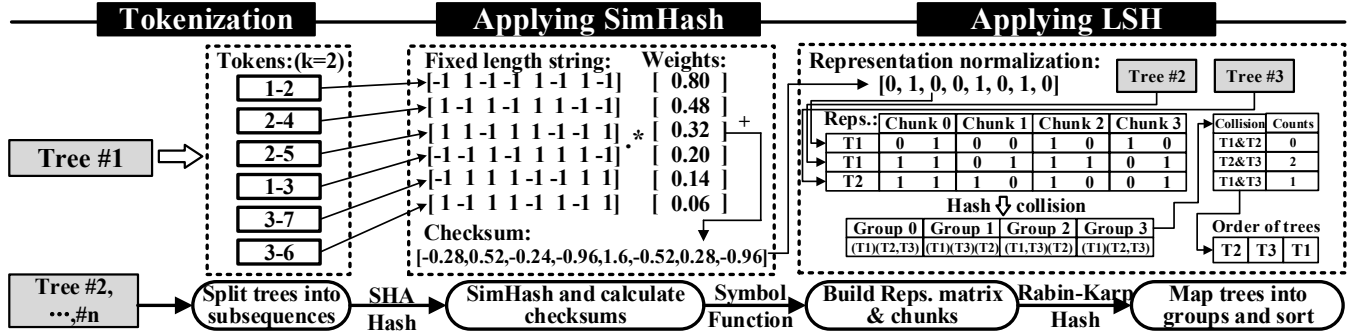 Tokenization
Applying SimHash
Applying LSH
Tree #1
Tokens:(k=2)
1-2
2-4
2-5
1-3
3-7
3-6
Fixed length string:
[-1 1 -1 -1 1 -1 1 -1]
[ 1 -1 1 -1 1 1 -1 -1]
[ 1 1 -1 -1 1 -1 1 1]
[-1 1 -1 1 1 1 1 -1]
[-1 1 1 1 1 -1 -1 1]
[ 1 -1 1 1 -1 1 -1 1]
.*
Weights:
[ 0.80 ]
[ 0.48 ]
[ 0.32 ]
[ 0.20 ]
[ 0.14 ]
[ 0.06 ]
+
Checksum:
[-0.28,0.52,-0.24,-0.96,1.6,-0.52,0.28,-0.96]
Representation normalization:
[0, 1, 0, 0, 1, 0, 1, 0]
Tree #2
Tree #3
Reps.: Chunk 0 Chunk 1 Chunk 2 Chunk 3
T1 0 1 0 0 1 0 1 0
T1 1 1 0 1 1 1 0 1
T2 1 1 1 0 1 0 0 1
Hash collision
Group 0 Group 1 Group 2 Group 3
(T1)(T2,T3) (T1)(T3)(T2) (T1,T3)(T2) (T1)(T2,T3)
Collision Counts
T1&T2 0
T2&T3 2
T1&T3 1
Order of trees
T2 T3 T1
Tree #2,
···,#n
Split trees into
subsequences
SHA
Hash
SimHash and calculate
checksums
Symbol
Function
Build Reps. matrix
& chunks
Rabin-Karp
Hash
Map trees into
groups and sort